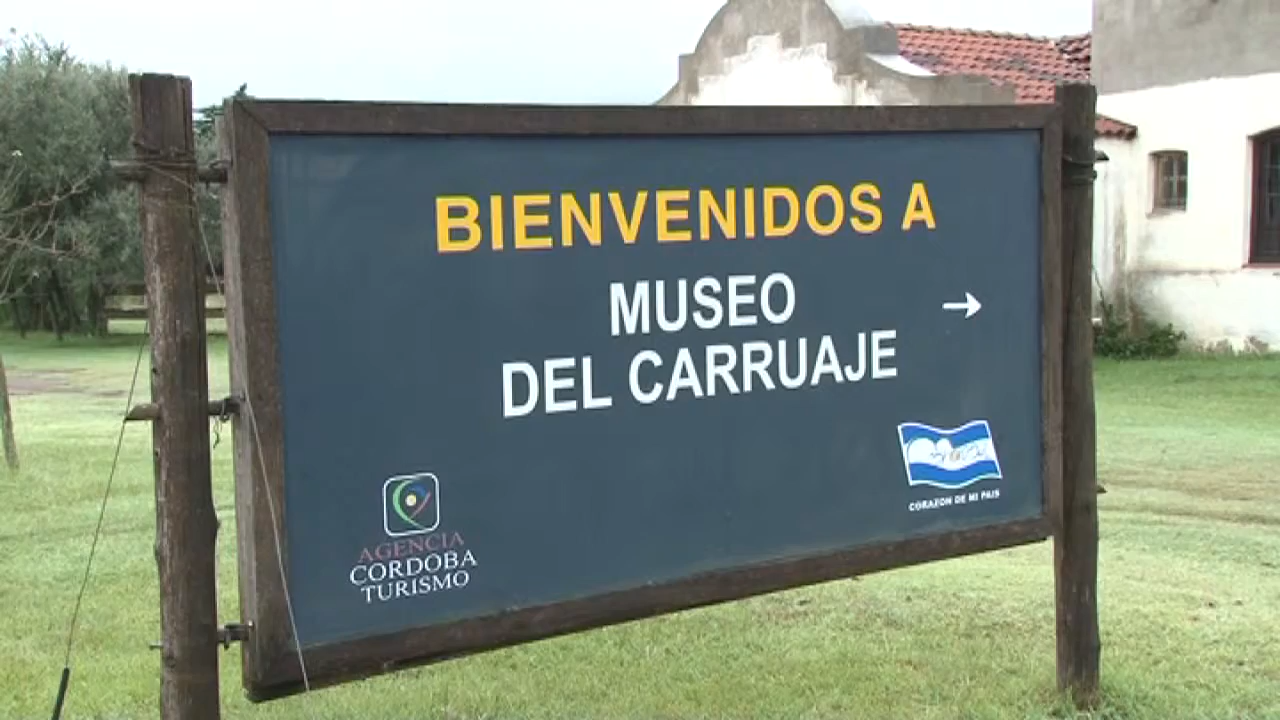 BIENVENIDOS A
MUSEO
DEL CARRUAJE
AGENCIA
CORDOBA
TURISMO
CORAZON DE MI PAIS